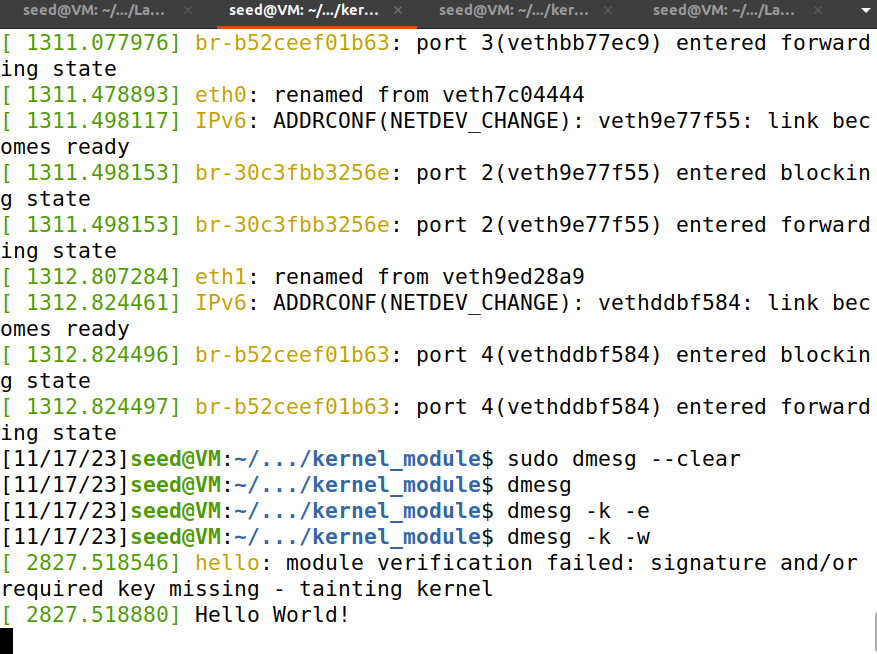 seed@VM: ~/.../La... × seed@VM: ~/.../ker... × seed@VM: ~/.../ker... × seed@VM: ~/.../La... ×
[ 1311.077976] br-b52ceef01b63: port 3(vethbb77ec9) entered forward
ing state
[ 1311.478893] eth0: renamed from veth7c04444
[ 1311.498117] IPv6: ADDRCONF(NETDEV_CHANGE): veth9e77f55: link bec
omes ready
[ 1311.498153] br-30c3fbb3256e: port 2(veth9e77f55) entered blockin
g state
[ 1311.498153] br-30c3fbb3256e: port 2(veth9e77f55) entered forward
ing state
[ 1312.807284] eth1: renamed from veth9ed28a9
[ 1312.824461] IPv6: ADDRCONF(NETDEV_CHANGE): vethddbf584: link bec
omes ready
[ 1312.824496] br-b52ceef01b63: port 4(vethddbf584) entered blockin
g state
[ 1312.824497] br-b52ceef01b63: port 4(vethddbf584) entered forward
ing state
[11/17/23]seed@VM:~/.../kernel_module$ sudo dmesg --clear
[11/17/23]seed@VM:~/.../kernel_module$ dmesg
[11/17/23]seed@VM:~/.../kernel_module$ dmesg -k -e
[11/17/23]seed@VM:~/.../kernel_module$ dmesg -k -w
[ 2827.518546] hello: module verification failed: signature and/or
required key missing - tainting kernel
[ 2827.518880] Hello World!